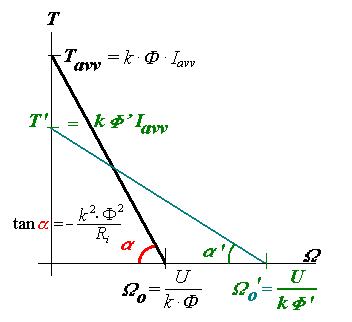 T
T_avv = k · Φ · I_avv
T' = k Φ' I_avv
tan α = - k² · Φ² / R_i
α
α'
Ω
Ω_o = U / k · Φ
Ω_o' = U / k Φ'